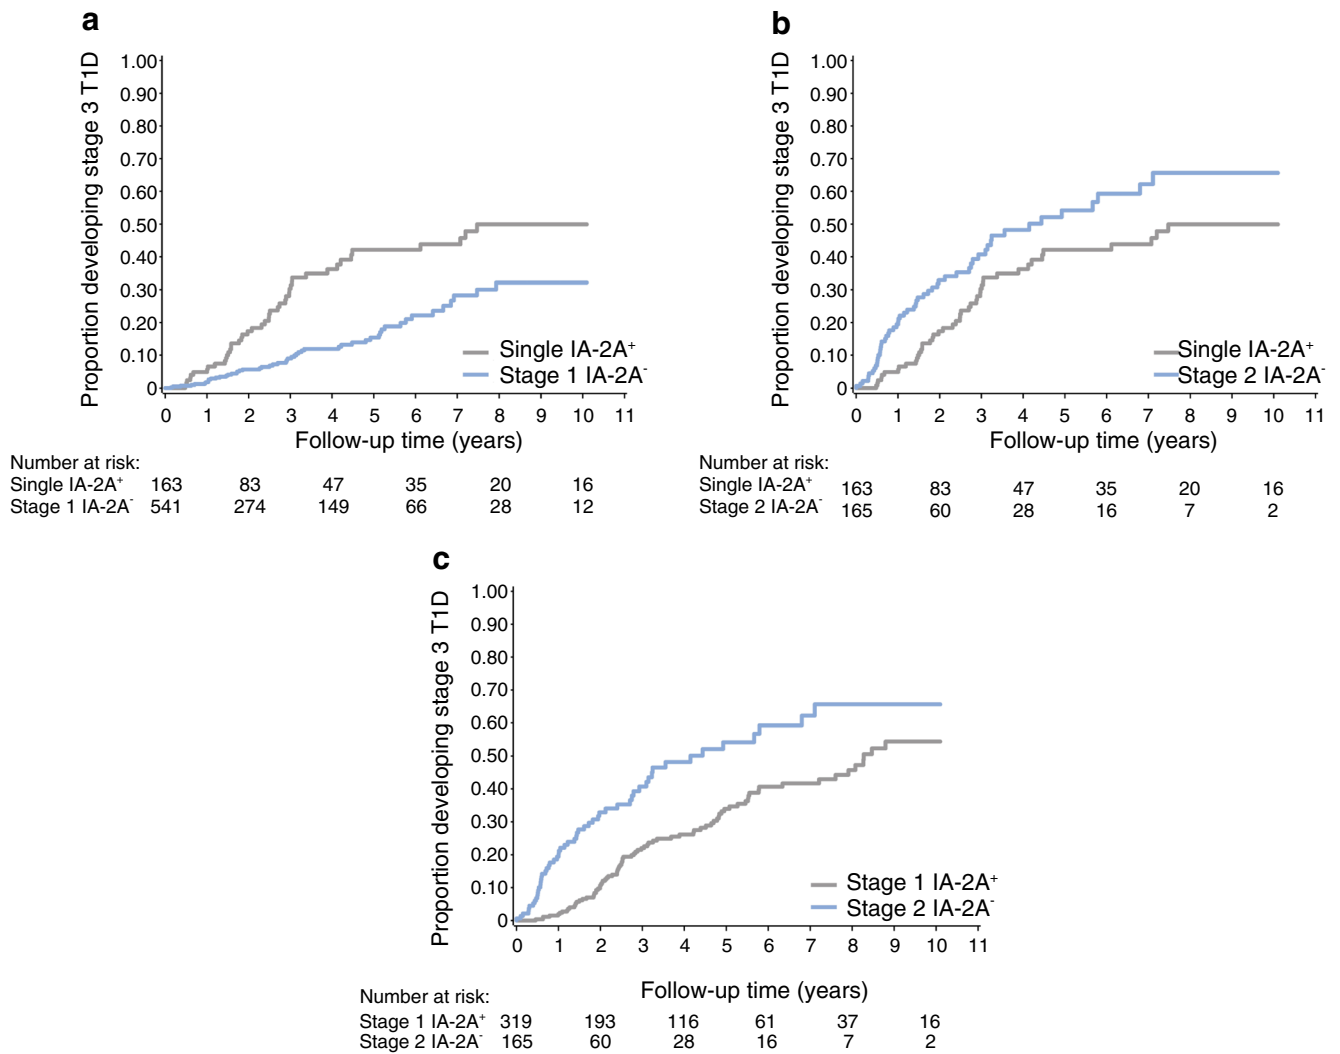 a
Proportion developing stage 3 T1D
1.00
0.90
0.80
0.70
0.60
0.50
0.40
0.30
0.20
0.10
0
Single IA-2A⁺
Stage 1 IA-2A⁻
0 1 2 3 4 5 6 7 8 9 10 11
Follow-up time (years)
Number at risk:
Single IA-2A⁺ 163 83 47 35 20 16
Stage 1 IA-2A⁻ 541 274 149 66 28 12
b
Proportion developing stage 3 T1D
1.00
0.90
0.80
0.70
0.60
0.50
0.40
0.30
0.20
0.10
0
Single IA-2A⁺
Stage 2 IA-2A⁻
0 1 2 3 4 5 6 7 8 9 10 11
Follow-up time (years)
Number at risk:
Single IA-2A⁺ 163 83 47 35 20 16
Stage 2 IA-2A⁻ 165 60 28 16 7 2
c
Proportion developing stage 3 T1D
1.00
0.90
0.80
0.70
0.60
0.50
0.40
0.30
0.20
0.10
0
Stage 1 IA-2A⁺
Stage 2 IA-2A⁻
0 1 2 3 4 5 6 7 8 9 10 11
Follow-up time (years)
Number at risk:
Stage 1 IA-2A⁺ 319 193 116 61 37 16
Stage 2 IA-2A⁻ 165 60 28 16 7 2